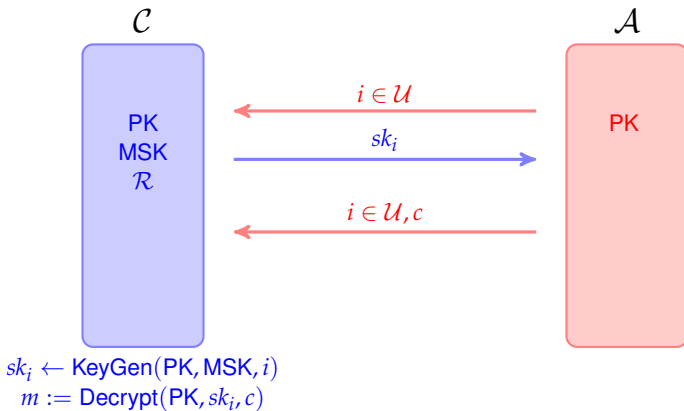 𝒞 𝒜
i ∈ 𝒰
PK PK
MSK
sk_i
ℛ
i ∈ 𝒰, c
sk_i ← KeyGen(PK, MSK, i)
m := Decrypt(PK, sk_i, c)